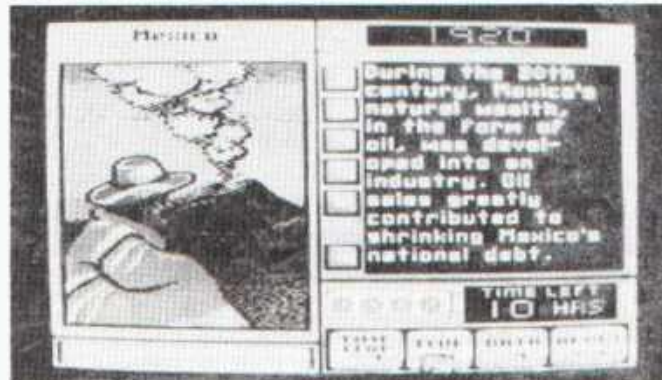 Mexico
1920
During the 20th
century, Mexico's
natural wealth,
in the form of
oil, was devel-
oped into an
industry. Oil
sales greatly
contributed to
shrinking Mexico's
national debt.
TIME LEFT
10 HRS